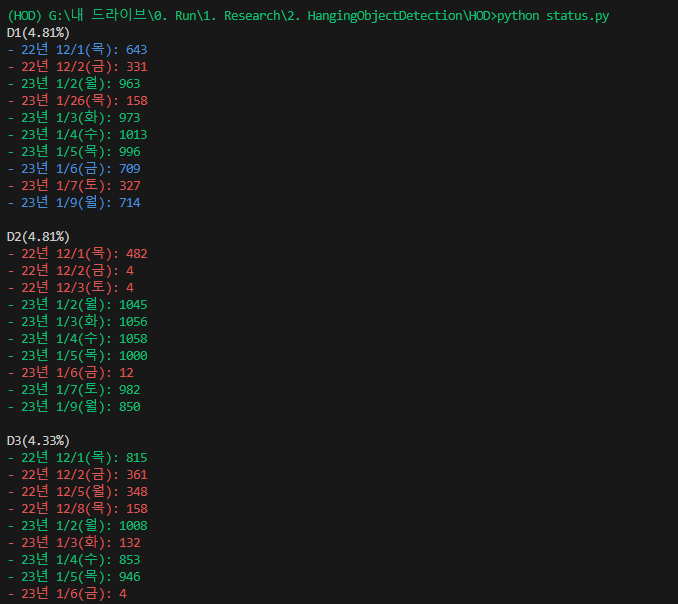 (HOD) G:\내 드라이브\0. Run\1. Research\2. HangingObjectDetection\HOD>python status.py
D1(4.81%)
- 22년 12/1(목): 643
- 22년 12/2(금): 331
- 23년 1/2(월): 963
- 23년 1/26(목): 158
- 23년 1/3(화): 973
- 23년 1/4(수): 1013
- 23년 1/5(목): 996
- 23년 1/6(금): 709
- 23년 1/7(토): 327
- 23년 1/9(월): 714
D2(4.81%)
- 22년 12/1(목): 482
- 22년 12/2(금): 4
- 22년 12/3(토): 4
- 23년 1/2(월): 1045
- 23년 1/3(화): 1056
- 23년 1/4(수): 1058
- 23년 1/5(목): 1000
- 23년 1/6(금): 12
- 23년 1/7(토): 982
- 23년 1/9(월): 850
D3(4.33%)
- 22년 12/1(목): 815
- 22년 12/2(금): 361
- 22년 12/5(월): 348
- 22년 12/8(목): 158
- 23년 1/2(월): 1008
- 23년 1/3(화): 132
- 23년 1/4(수): 853
- 23년 1/5(목): 946
- 23년 1/6(금): 4